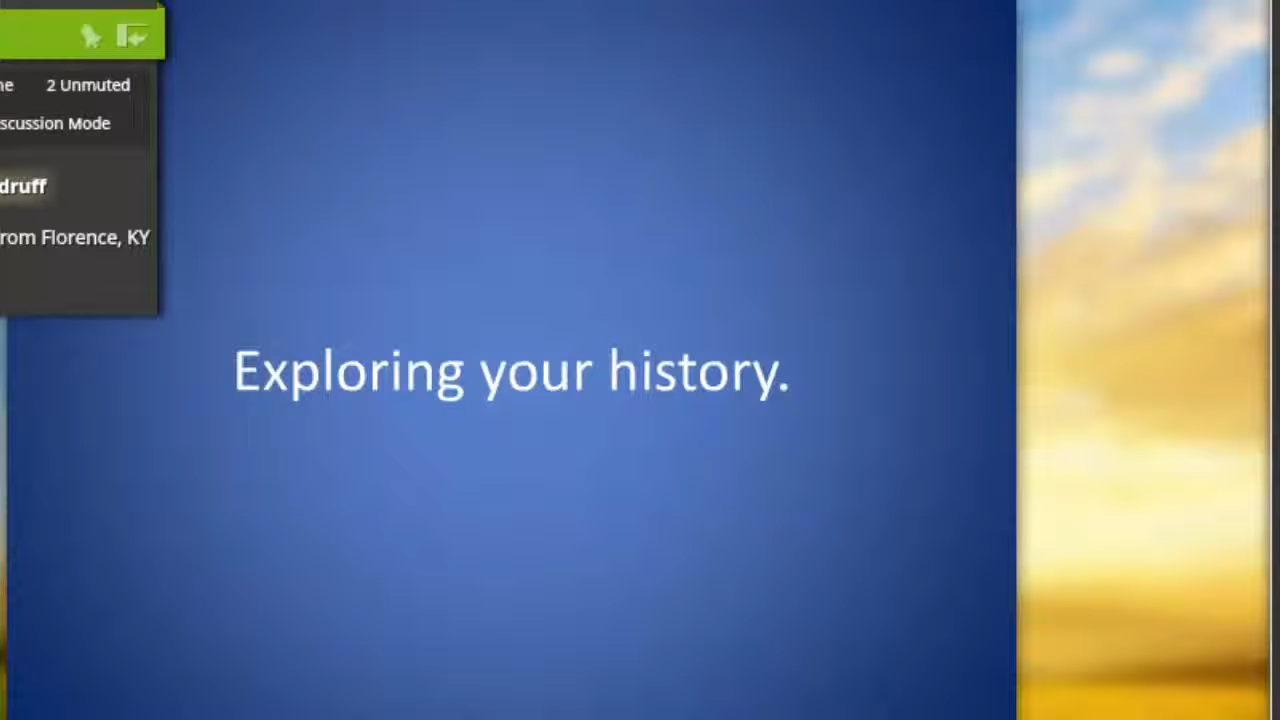 2 Unmuted
scussion Mode
druff
rom Florence, KY
Exploring your history.